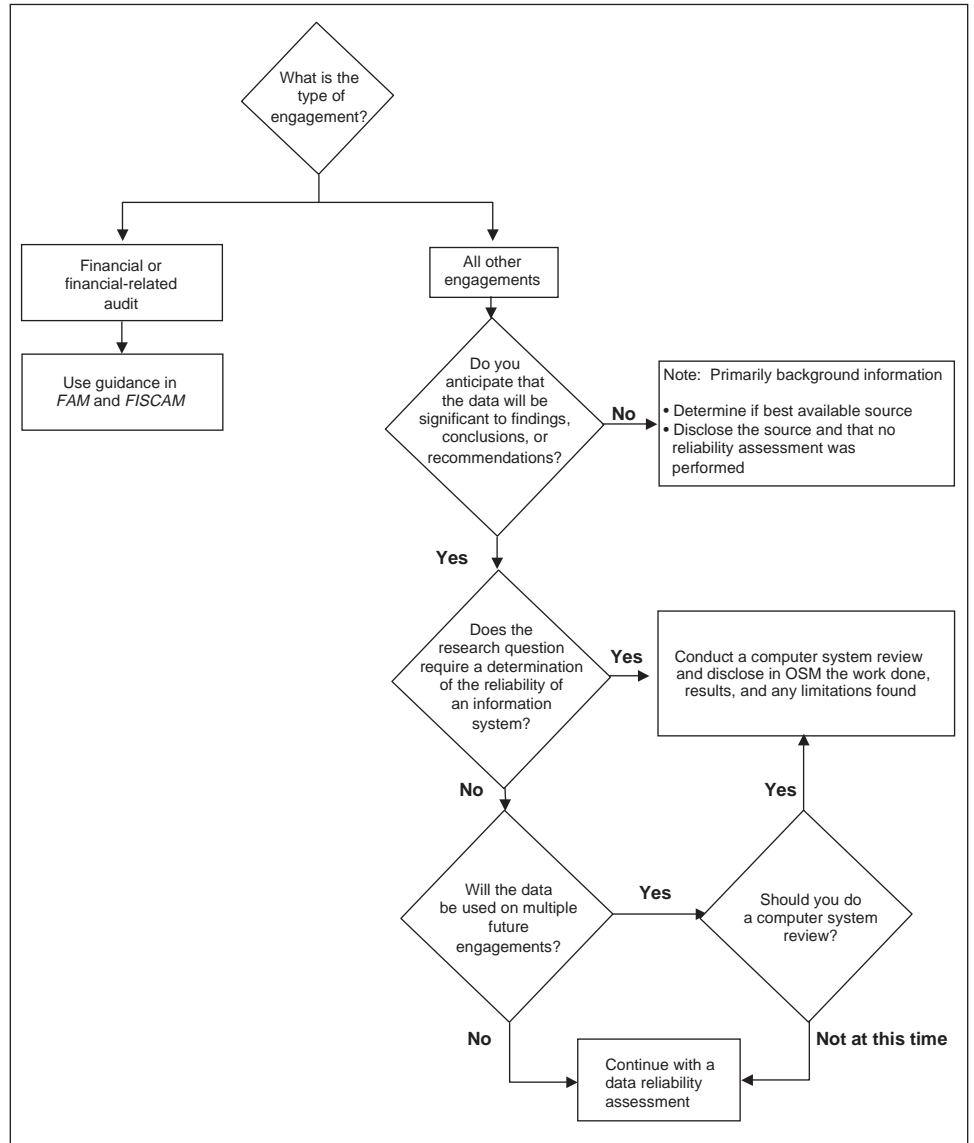 What is the
type of
engagement?
Financial or
financial-related
audit
Use guidance in
FAM and FISCAM
All other
engagements
Do you
anticipate that
the data will be
significant to findings,
conclusions, or
recommendations?
No
Note: Primarily background information
• Determine if best available source
• Disclose the source and that no
reliability assessment was
performed
Yes
Does the
research question
require a determination
of the reliability of
an information
system?
Yes
Conduct a computer system review
and disclose in OSM the work done,
results, and any limitations found
No
Yes
Will the data
be used on multiple
future
engagements?
Yes
Should you do
a computer system
review?
No
Not at this time
Continue with a
data reliability
assessment